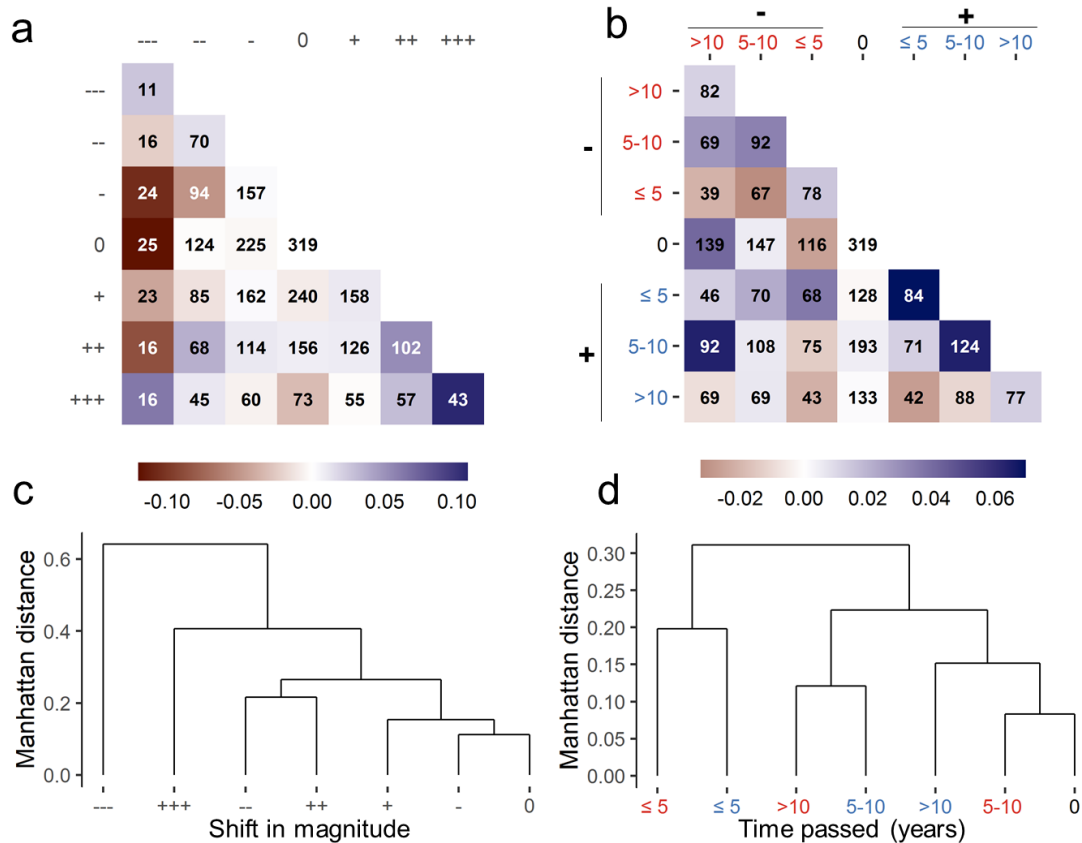 a
--- -- - 0 + ++ +++
--- 11
-- 16 70
- 24 94 157
0 25 124 225 319
+ 23 85 162 240 158
++ 16 68 114 156 126 102
+++ 16 45 60 73 55 57 43
-0.10 -0.05 0.00 0.05 0.10
b
- +
>10 5-10 ≤ 5 0 ≤ 5 5-10 >10
>10 82
- 5-10 69 92
≤ 5 39 67 78
0 139 147 116 319
≤ 5 46 70 68 128 84
+ 5-10 92 108 75 193 71 124
>10 69 69 43 133 42 88 77
-0.02 0.00 0.02 0.04 0.06
c
Manhattan distance
0.6
0.4
0.2
0.0
--- +++ -- ++ + - 0
Shift in magnitude
d
Manhattan distance
0.30
0.25
0.20
0.15
0.10
0.05
0.00
≤ 5 ≤ 5 >10 5-10 >10 5-10 0
Time passed (years)